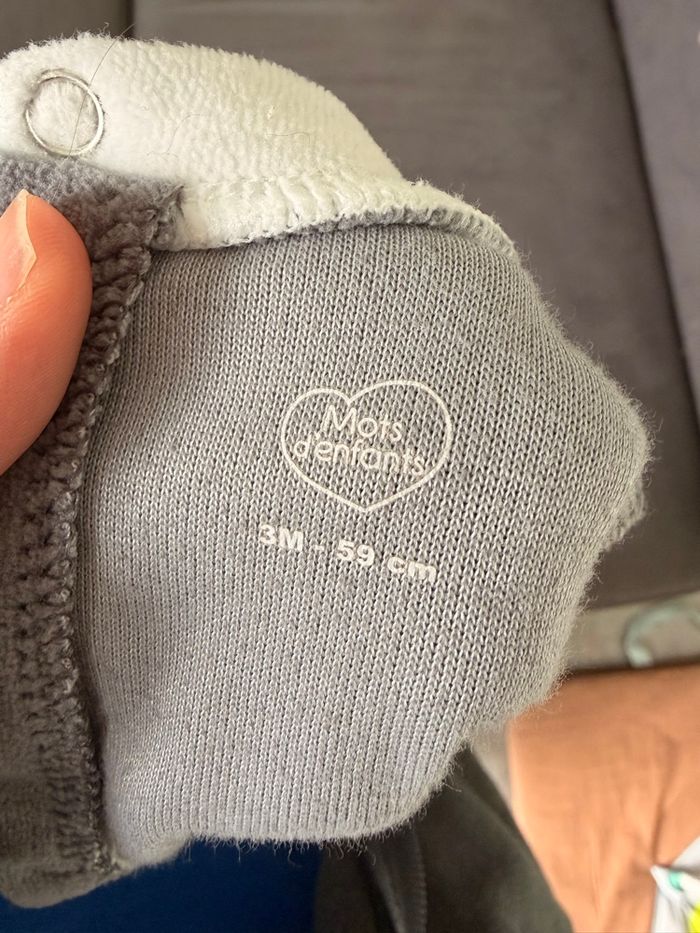 Mots
d'enfants
3M - 59 cm